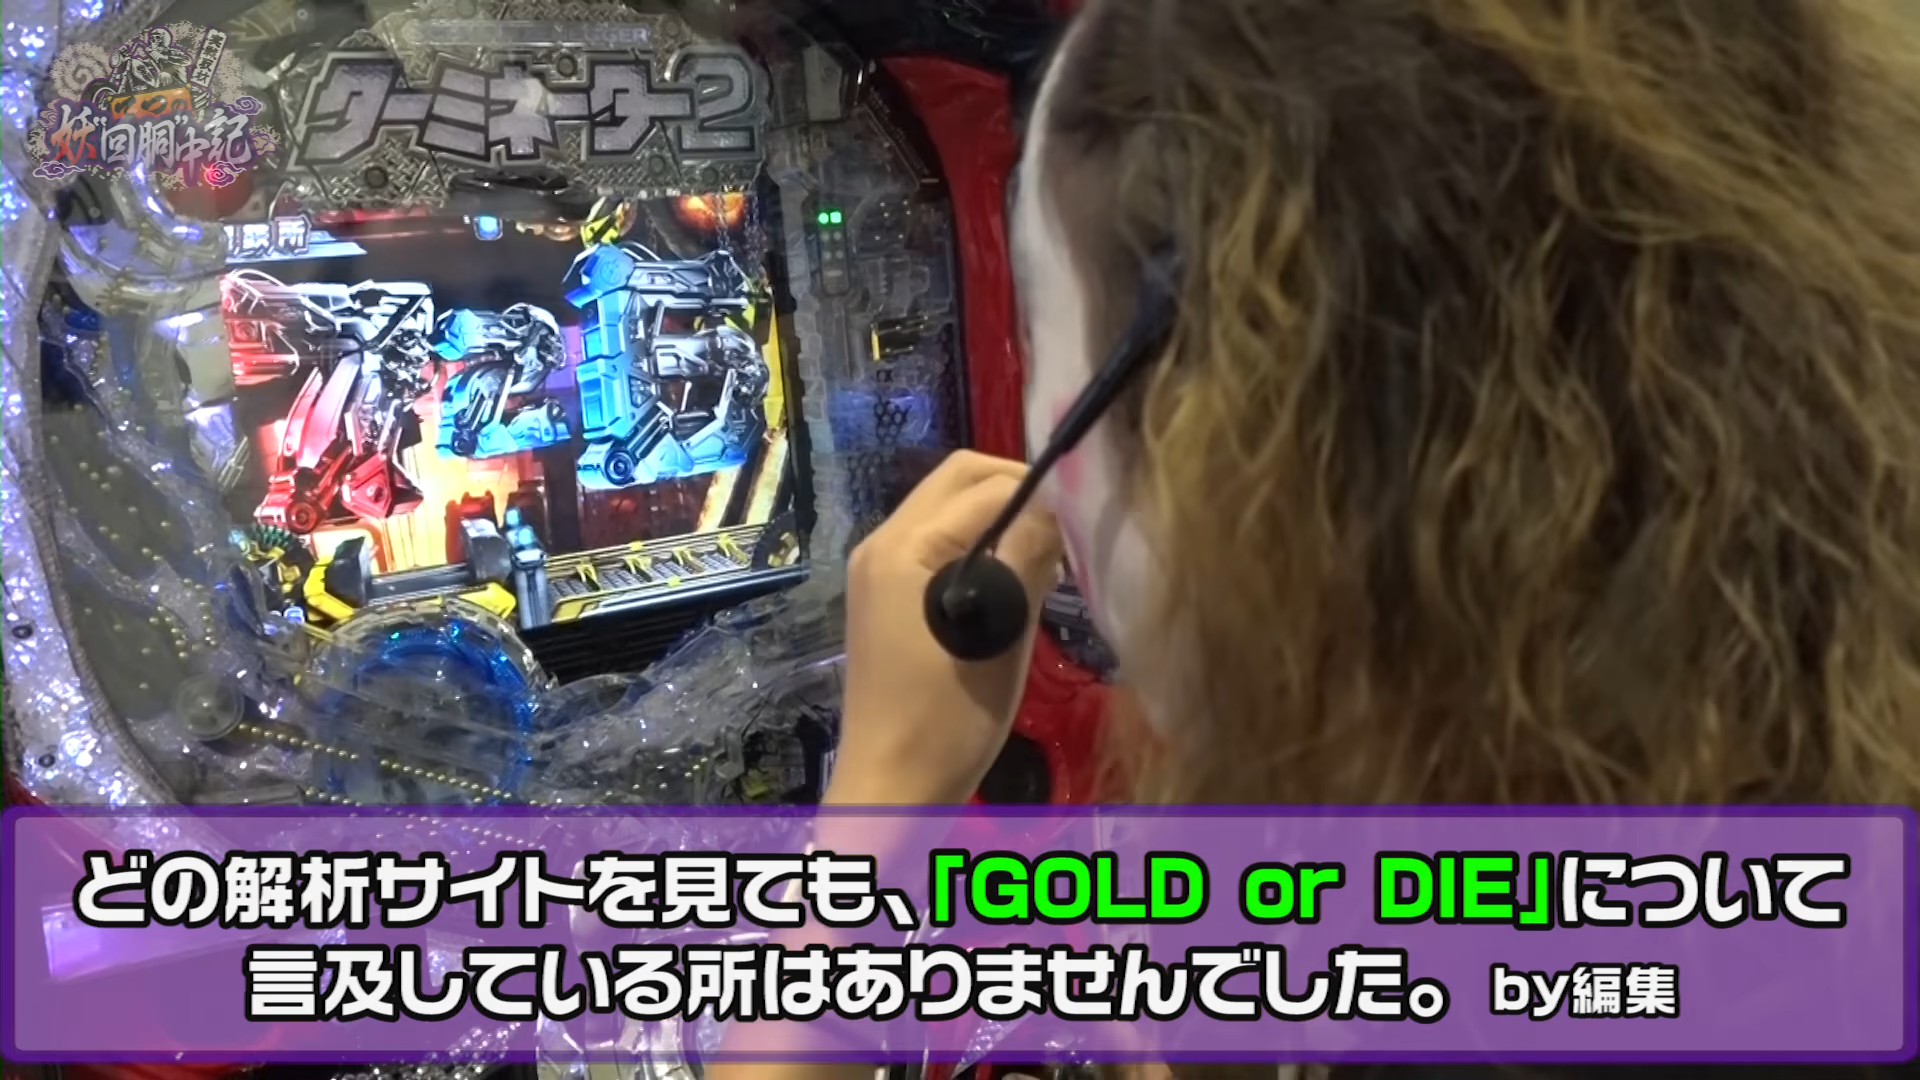 ターミネーター2
妖"回胴"中記
どの解析サイトを見ても、「GOLD or DIE」について
言及している所はありませんでした。 by編集